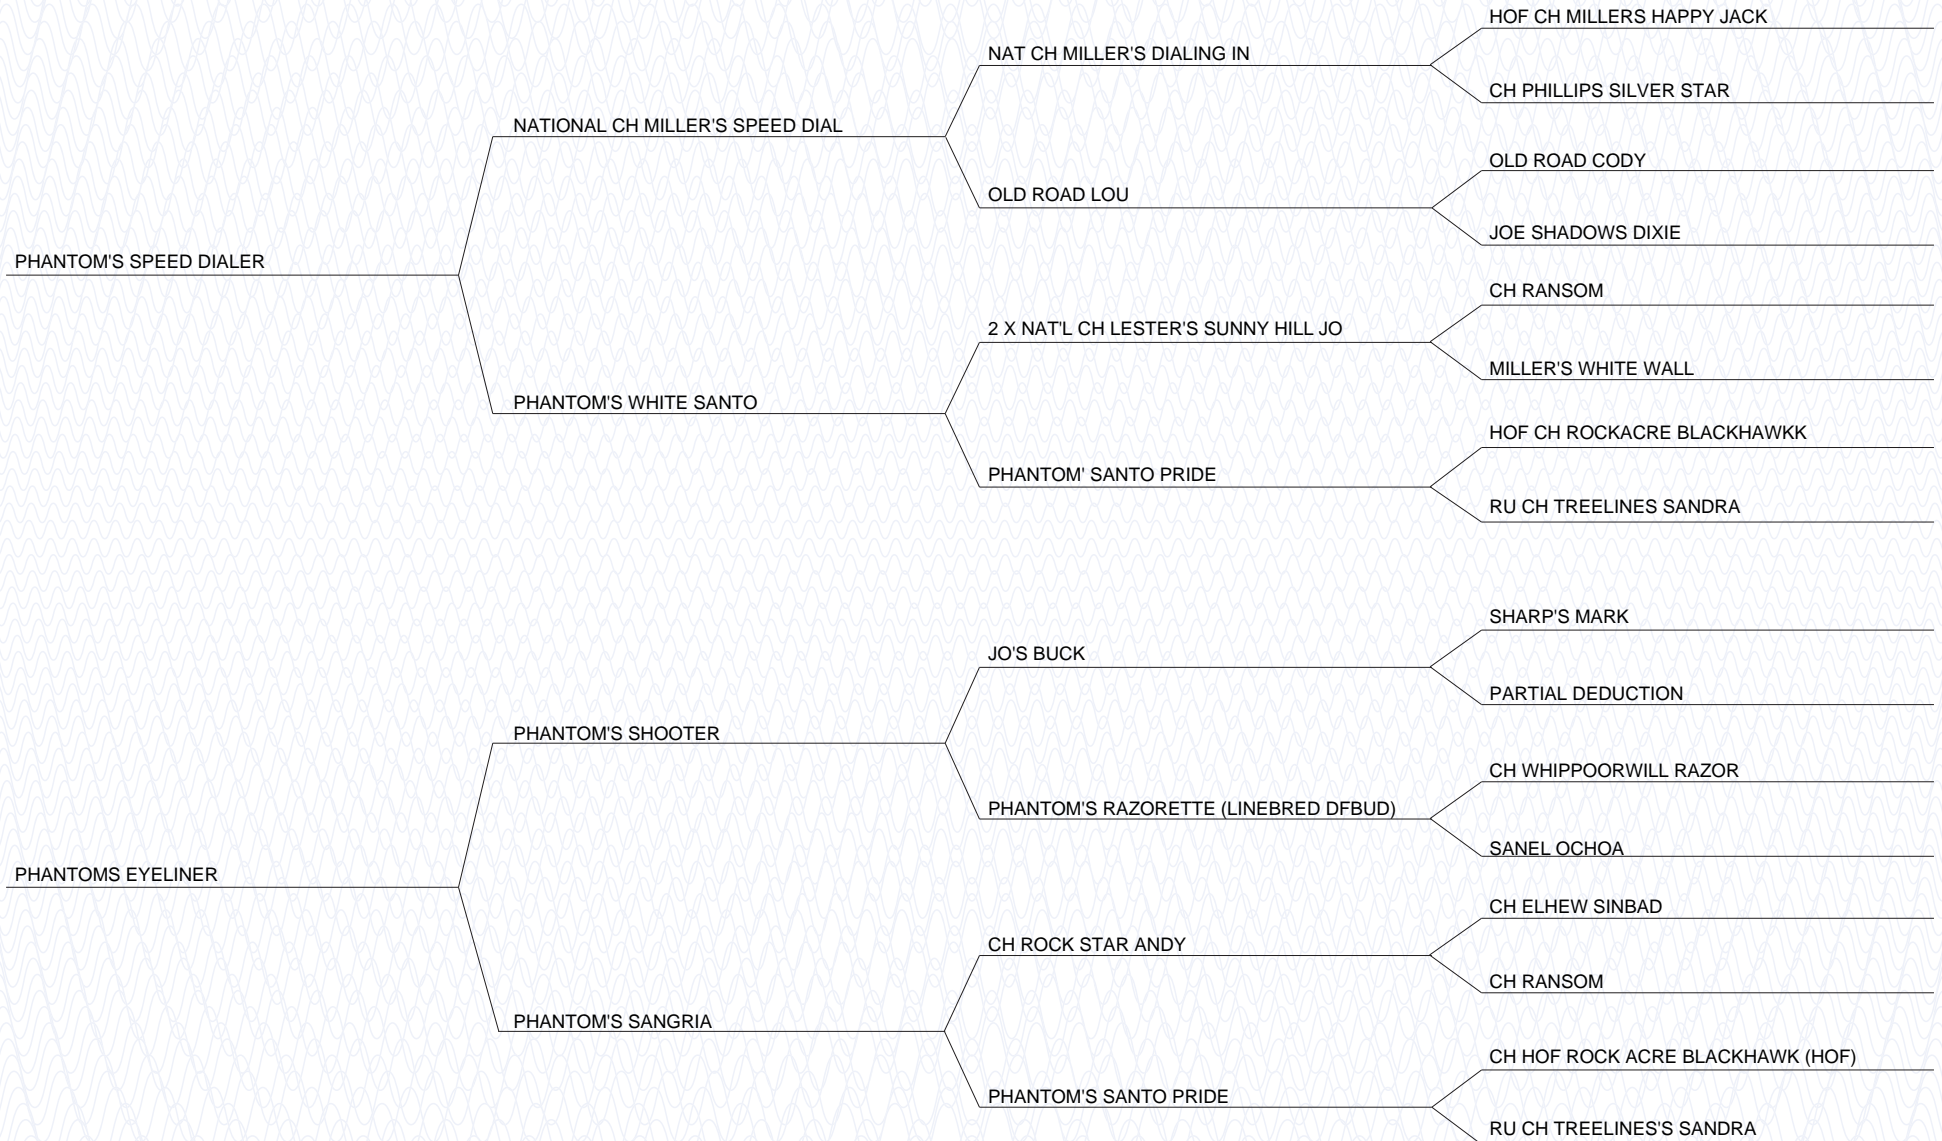 HOF CH MILLERS HAPPY JACK
NAT CH MILLER'S DIALING IN
CH PHILLIPS SILVER STAR
NATIONAL CH MILLER'S SPEED DIAL
OLD ROAD CODY
OLD ROAD LOU
JOE SHADOWS DIXIE
PHANTOM'S SPEED DIALER
CH RANSOM
2 X NAT'L CH LESTER'S SUNNY HILL JO
MILLER'S WHITE WALL
PHANTOM'S WHITE SANTO
HOF CH ROCKACRE BLACKHAWKK
PHANTOM' SANTO PRIDE
RU CH TREELINES SANDRA
SHARP'S MARK
JO'S BUCK
PARTIAL DEDUCTION
PHANTOM'S SHOOTER
CH WHIPPOORWILL RAZOR
PHANTOM'S RAZORETTE (LINEBRED DFBUD)
SANEL OCHOA
PHANTOMS EYELINER
CH ELHEW SINBAD
CH ROCK STAR ANDY
CH RANSOM
PHANTOM'S SANGRIA
CH HOF ROCK ACRE BLACKHAWK (HOF)
PHANTOM'S SANTO PRIDE
RU CH TREELINES'S SANDRA